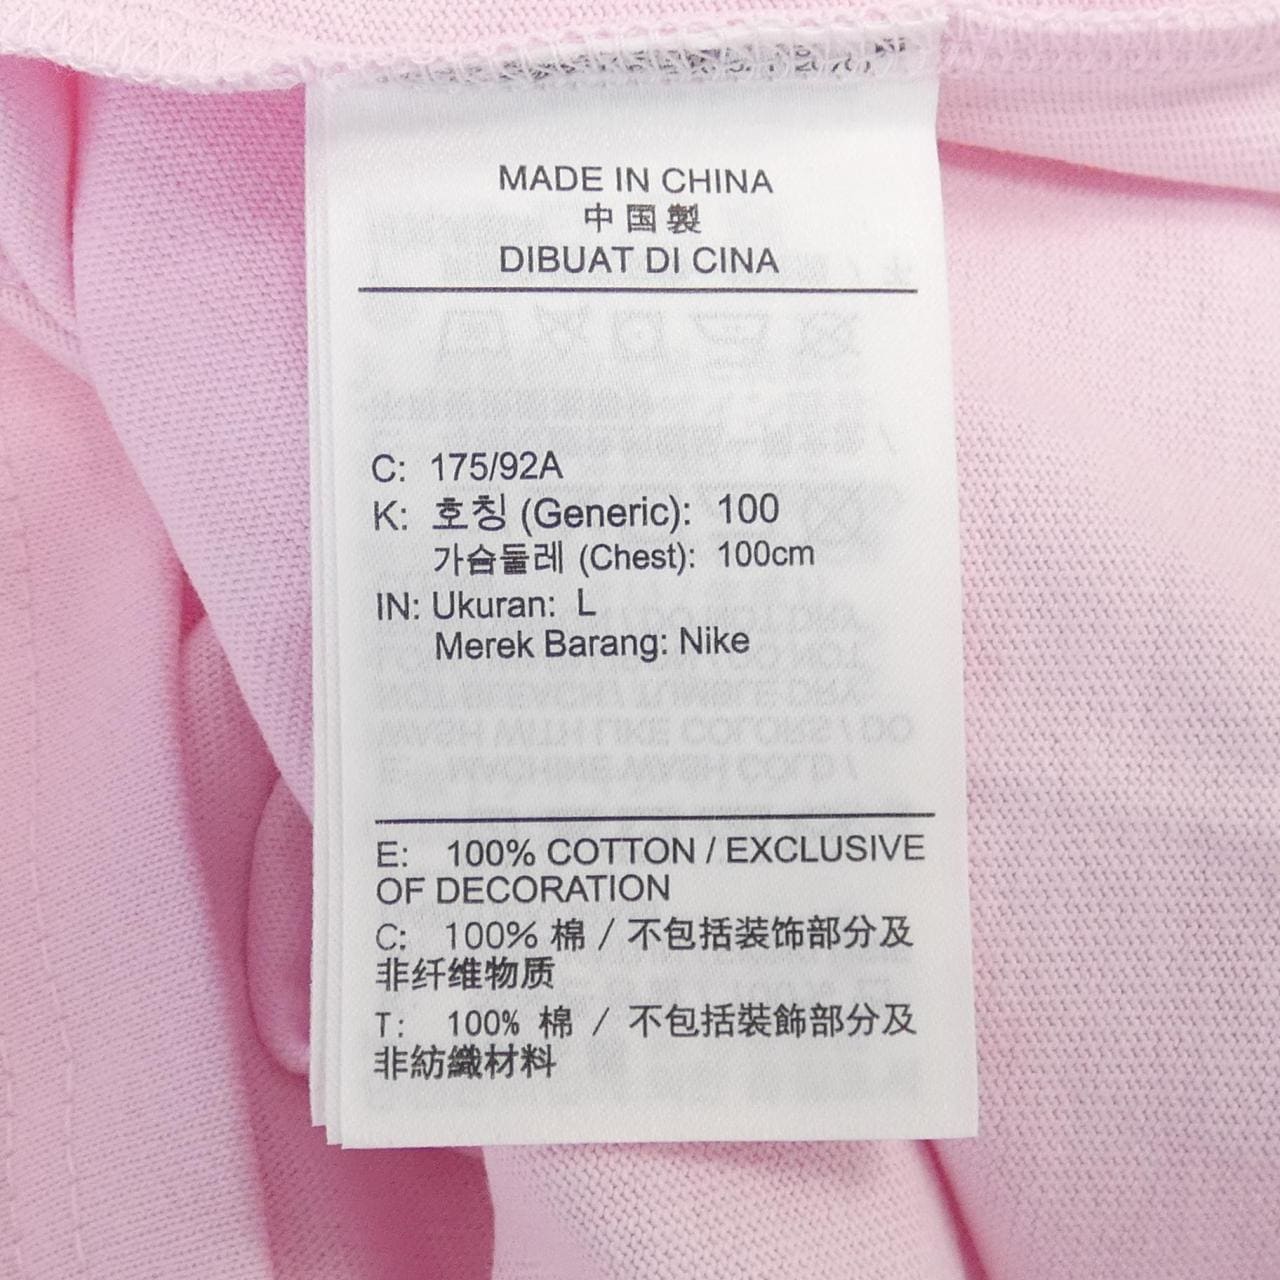 MADE IN CHINA
中国製
DIBUAT DI CINA
C: 175/92A
K: 호칭 (Generic): 100
가슴둘레 (Chest): 100cm
IN: Ukuran: L
Merek Barang: Nike
E: 100% COTTON / EXCLUSIVE
OF DECORATION
C: 100% 棉 / 不包括装饰部分及
非纤维物质
T: 100% 棉 / 不包括裝飾部分及
非紡織材料